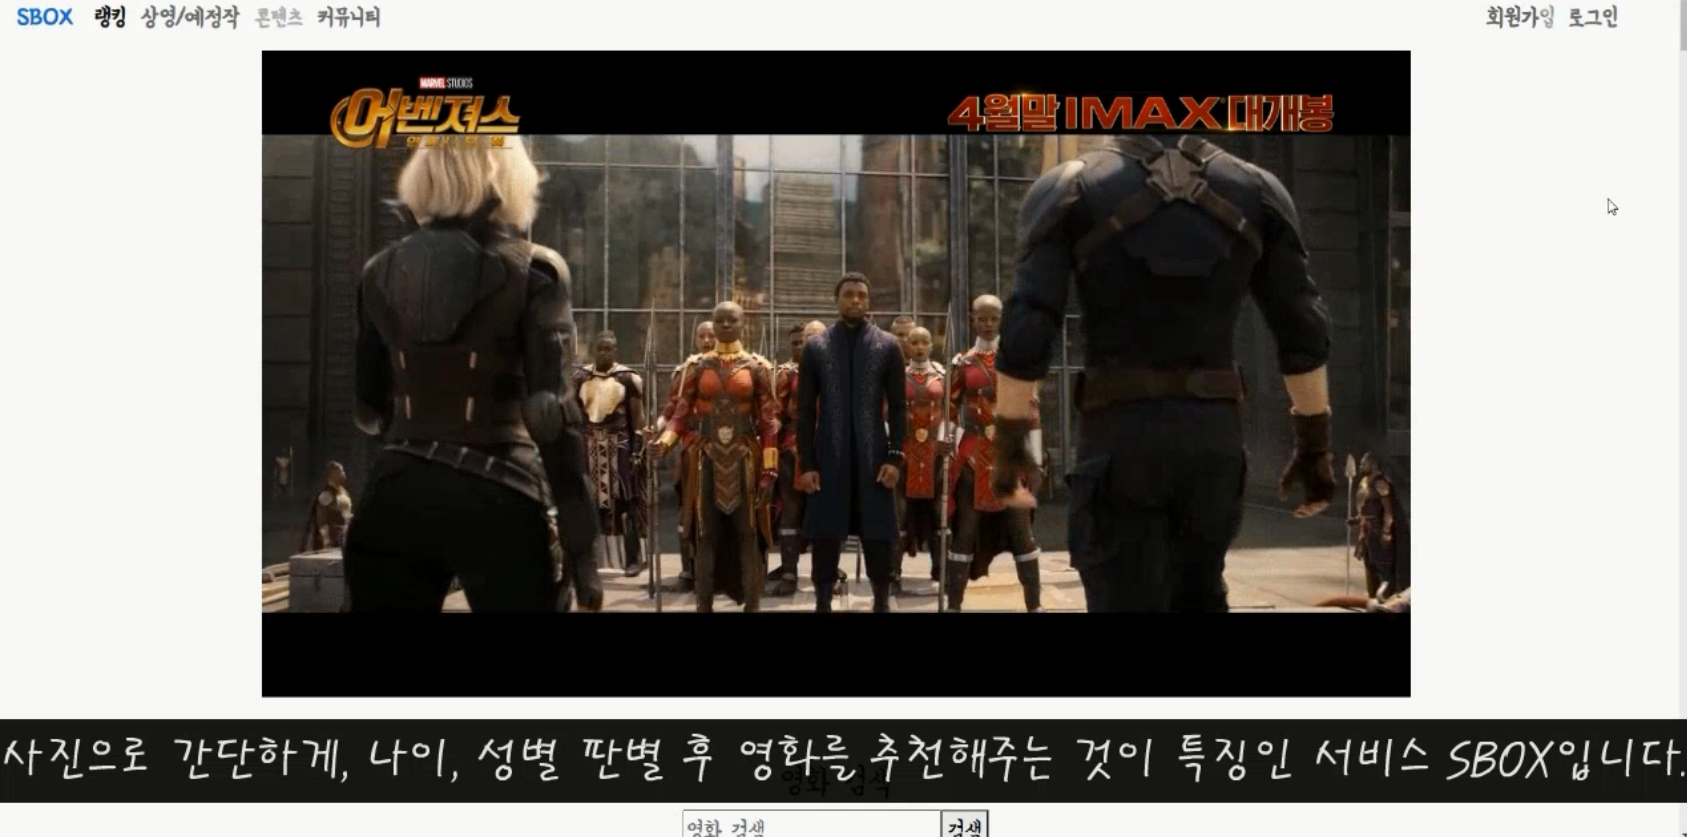 SBOX 랭킹 상영/예정작 콘텐츠 커뮤니티 회원가입 로그인
MARVEL STUDIOS
어벤져스
4월말 IMAX 대개봉
사진으로 간단하게, 나이, 성별 판별 후 영화를 추천해주는 것이 특징인 서비스 SBOX입니다.
영화 검색
영화 검색 검색